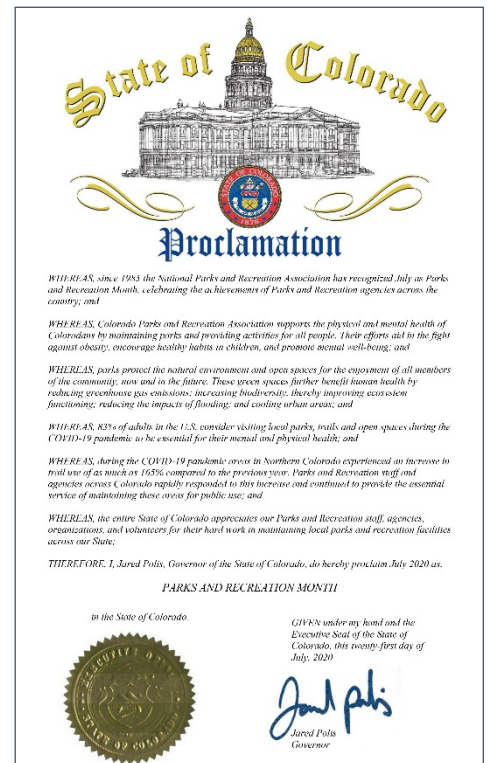 State of Colorado
STATE OF COLORADO
1876
Proclamation
WHEREAS, since 1985 the National Parks and Recreation Association has recognized July as Parks
and Recreation Month, celebrating the achievements of Parks and Recreation agencies across the
country; and
WHEREAS, Colorado Parks and Recreation Association supports the physical and mental health of
Coloradans by maintaining parks and providing activities for all people. Their efforts aid in the fight
against obesity, encourage healthy habits in children, and promote mental well-being; and
WHEREAS, parks protect the natural environment and open spaces for the enjoyment of all members
of the community, now and in the future. These green spaces further benefit human health by
reducing greenhouse gas emissions; increasing biodiversity, thereby improving ecosystem
functioning; reducing the impacts of flooding; and cooling urban areas; and
WHEREAS, 83% of adults in the U.S. consider visiting local parks, trails and open spaces during the
COVID-19 pandemic to be essential for their mental and physical health; and
WHEREAS, during the COVID-19 pandemic areas in Northern Colorado experienced an increase in
trail use of as much as 165% compared to the previous year. Parks and Recreation staff and
agencies across Colorado rapidly responded to this increase and continued to provide the essential
service of maintaining these areas for public use; and
WHEREAS, the entire State of Colorado appreciates our Parks and Recreation staff, agencies,
organizations, and volunteers for their hard work in maintaining local parks and recreation facilities
across our State;
THEREFORE, I, Jared Polis, Governor of the State of Colorado, do hereby proclaim July 2020 as,
PARKS AND RECREATION MONTH
in the State of Colorado.
GIVEN under my hand and the
Executive Seal of the State of
Colorado, this twenty-first day of
July, 2020
Jared Polis
Jared Polis
Governor
EXECUTIVE
STATE OF COLORADO